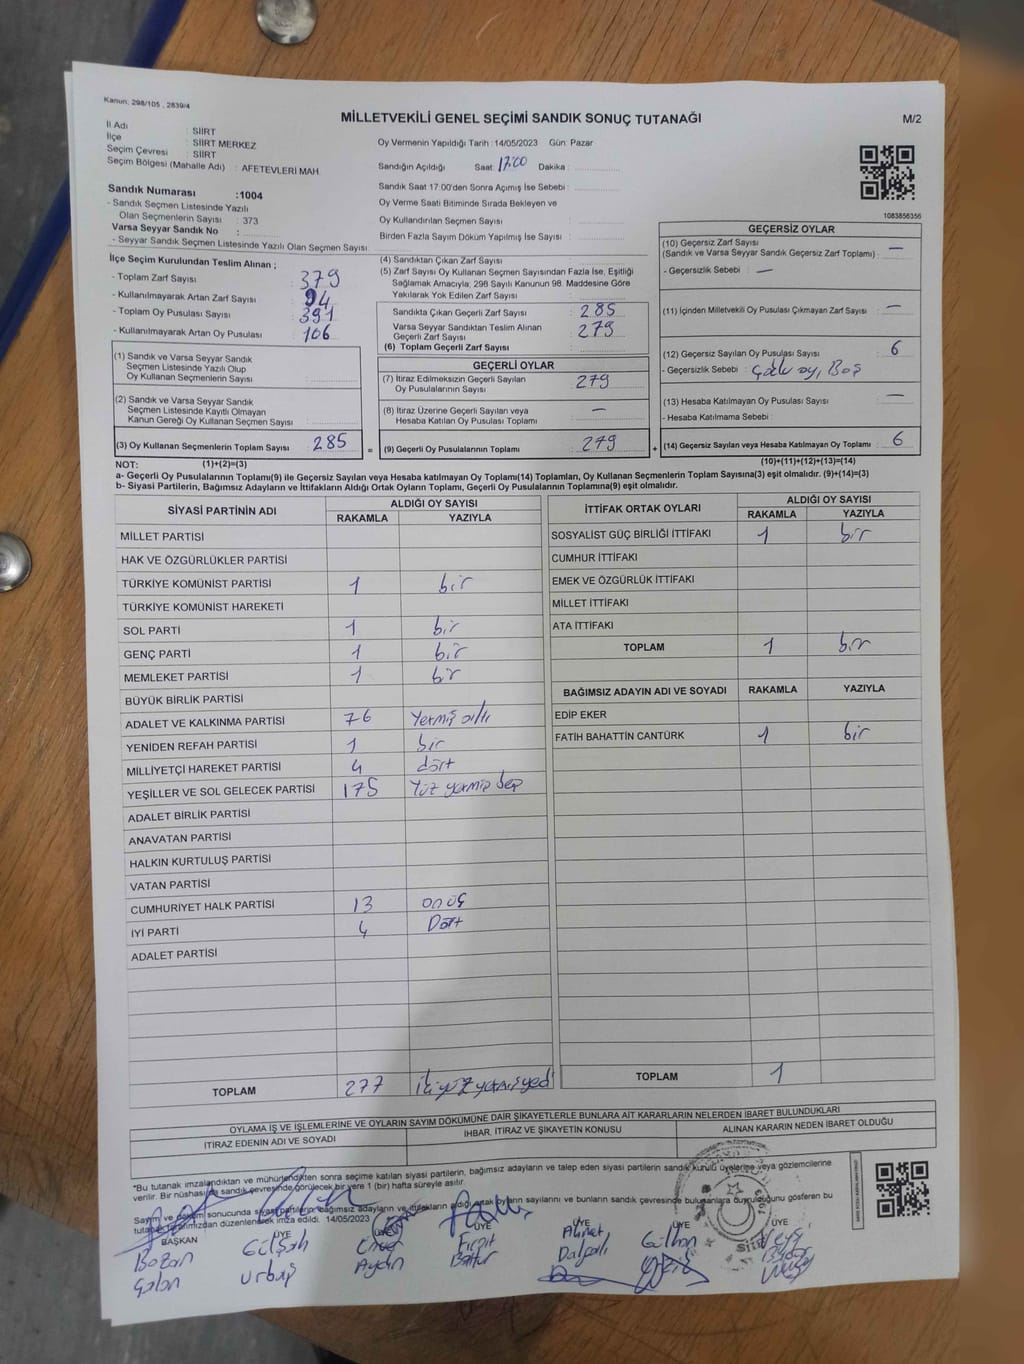 Kanun: 298/105 , 2839/4
MİLLETVEKİLİ GENEL SEÇİMİ SANDIK SONUÇ TUTANAĞI
M/2
İl Adı : SİİRT
İlçe : SİİRT MERKEZ
Seçim Çevresi : SİİRT
Seçim Bölgesi (Mahalle Adı) : AFETEVLERİ MAH.
Oy Vermenin Yapıldığı Tarih :14/05/2023 Gün: Pazar
Sandığın Açıldığı Saat : 17:00 Dakika :
Sandık Saat 17.00'den Sonra Açımış İse Sebebi :
Oy Verme Saati Bitiminde Sırada Bekleyen ve
Oy Kullandırılan Seçmen Sayısı :
Birden Fazla Sayım Döküm Yapılmış İse Sayısı :
1083856356
Sandık Numarası :1004
- Sandık Seçmen Listesinde Yazılı
Olan Seçmenlerin Sayısı : 373
Varsa Seyyar Sandık No :
- Seyyar Sandık Seçmen Listesinde Yazılı Olan Seçmen Sayısı:
İlçe Seçim Kurulundan Teslim Alınan ;
- Toplam Zarf Sayısı : 379
- Kullanılmayarak Artan Zarf Sayısı : 94
- Toplam Oy Pusulası Sayısı : 391
- Kullanılmayarak Artan Oy Pusulası : 106
(4) Sandıktan Çıkan Zarf Sayısı :
(5) Zarf Sayısı Oy Kullanan Seçmen Sayısından Fazla İse, Eşitliği
Sağlamak Amacıyla; 298 Sayılı Kanunun 98. Maddesine Göre
Yakılarak Yok Edilen Zarf Sayısı :
Sandıkta Çıkan Geçerli Zarf Sayısı : 285
Varsa Seyyar Sandıktan Teslim Alınan
Geçerli Zarf Sayısı : 279
(6) Toplam Geçerli Zarf Sayısı :
GEÇERSİZ OYLAR
(10) Geçersiz Zarf Sayısı
(Sandık ve Varsa Seyyar Sandık Geçersiz Zarf Toplamı) : —
- Geçersizlik Sebebi : —
(11) İçinden Milletvekili Oy Pusulası Çıkmayan Zarf Sayısı : —
(12) Geçersiz Sayılan Oy Pusulası Sayısı : 6
- Geçersizlik Sebebi : Çoklu oy, Boş
(13) Hesaba Katılmayan Oy Pusulası Sayısı : —
- Hesaba Katılmama Sebebi :
(14) Geçersiz Sayılan veya Hesaba Katılmayan Oy Toplamı : 6
(1) Sandık ve Varsa Seyyar Sandık
Seçmen Listesinde Yazılı Olup
Oy Kullanan Seçmenlerin Sayısı :
(2) Sandık ve Varsa Seyyar Sandık
Seçmen Listesinde Kayıtlı Olmayan
Kanun Gereği Oy Kullanan Seçmen Sayısı :
(3) Oy Kullanan Seçmenlerin Toplam Sayısı : 285 =
GEÇERLİ OYLAR
(7) İtiraz Edilmeksizin Geçerli Sayılan
Oy Pusulalarının Sayısı : 279
(8) İtiraz Üzerine Geçerli Sayılan veya
Hesaba Katılan Oy Pusulası Toplamı : —
(9) Geçerli Oy Pusulalarının Toplamı : 279 +
NOT: (1)+(2)=(3)
(10)+(11)+(12)+(13)=(14)
a- Geçerli Oy Pusulalarının Toplamı(9) ile Geçersiz Sayılan veya Hesaba katılmayan Oy Toplamı(14) Toplamları, Oy Kullanan Seçmenlerin Toplam Sayısına(3) eşit olmalıdır. (9)+(14)=(3)
b- Siyasi Partilerin, Bağımsız Adayların ve İttifakların Aldığı Ortak Oyların Toplamı, Geçerli Oy Pusulalarının Toplamına(9) eşit olmalıdır.
SİYASİ PARTİNİN ADI ALDIĞI OY SAYISI
RAKAMLA YAZIYLA
MİLLET PARTİSİ
HAK VE ÖZGÜRLÜKLER PARTİSİ
TÜRKİYE KOMÜNİST PARTİSİ 1 bir
TÜRKİYE KOMÜNİST HAREKETİ
SOL PARTİ 1 bir
GENÇ PARTİ 1 bir
MEMLEKET PARTİSİ 1 bir
BÜYÜK BİRLİK PARTİSİ
ADALET VE KALKINMA PARTİSİ 76 Yetmiş altı
YENİDEN REFAH PARTİSİ 1 bir
MİLLİYETÇİ HAREKET PARTİSİ 4 dört
YEŞİLLER VE SOL GELECEK PARTİSİ 175 Yüz yetmiş beş
ADALET BİRLİK PARTİSİ
ANAVATAN PARTİSİ
HALKIN KURTULUŞ PARTİSİ
VATAN PARTİSİ
CUMHURİYET HALK PARTİSİ 13 onüç
İYİ PARTİ 4 Dört
ADALET PARTİSİ
TOPLAM 277 ikiyüzyetmişyedi
İTTİFAK ORTAK OYLARI ALDIĞI OY SAYISI
RAKAMLA YAZIYLA
SOSYALİST GÜÇ BİRLİĞİ İTTİFAKI 1 bir
CUMHUR İTTİFAKI
EMEK VE ÖZGÜRLÜK İTTİFAKI
MİLLET İTTİFAKI
ATA İTTİFAKI
TOPLAM 1 bir
BAĞIMSIZ ADAYIN ADI VE SOYADI RAKAMLA YAZIYLA
EDİP EKER
FATİH BAHATTİN CANTÜRK 1 bir
TOPLAM 1
OYLAMA İŞ VE İŞLEMLERİNE VE OYLARIN SAYIM DÖKÜMÜNE DAİR ŞİKAYETLERLE BUNLARA AİT KARARLARIN NELERDEN İBARET BULUNDUKLARI
İTİRAZ EDENİN ADI VE SOYADI İHBAR, İTİRAZ VE ŞİKAYETİN KONUSU ALINAN KARARIN NEDEN İBARET OLDUĞU
*Bu tutanak imzalandıktan ve mühürlendikten sonra seçime katılan siyasi partilerin, bağımsız adayların ve talep eden siyasi partilerin sandık kurulu üyelerine veya gözlemcilerine
verilir. Bir nüshası da sandık çevresinde görülecek bir yere 1 (bir) hafta süreyle asılır.
Sayım ve döküm sonucunda siyasi partilerin, bağımsız adayların ve ittifakların aldığı ortak oyların sayılarını ve bunların sandık çevresinde bulunanlara duyurulduğunu gösteren bu
tutanak tarafımızdan düzenlenerek imza edildi. 14/05/2023
BAŞKAN ÜYE ÜYE ÜYE ÜYE ÜYE ÜYE
Gülşah Fırat Ahmet Gülhan
Aydın